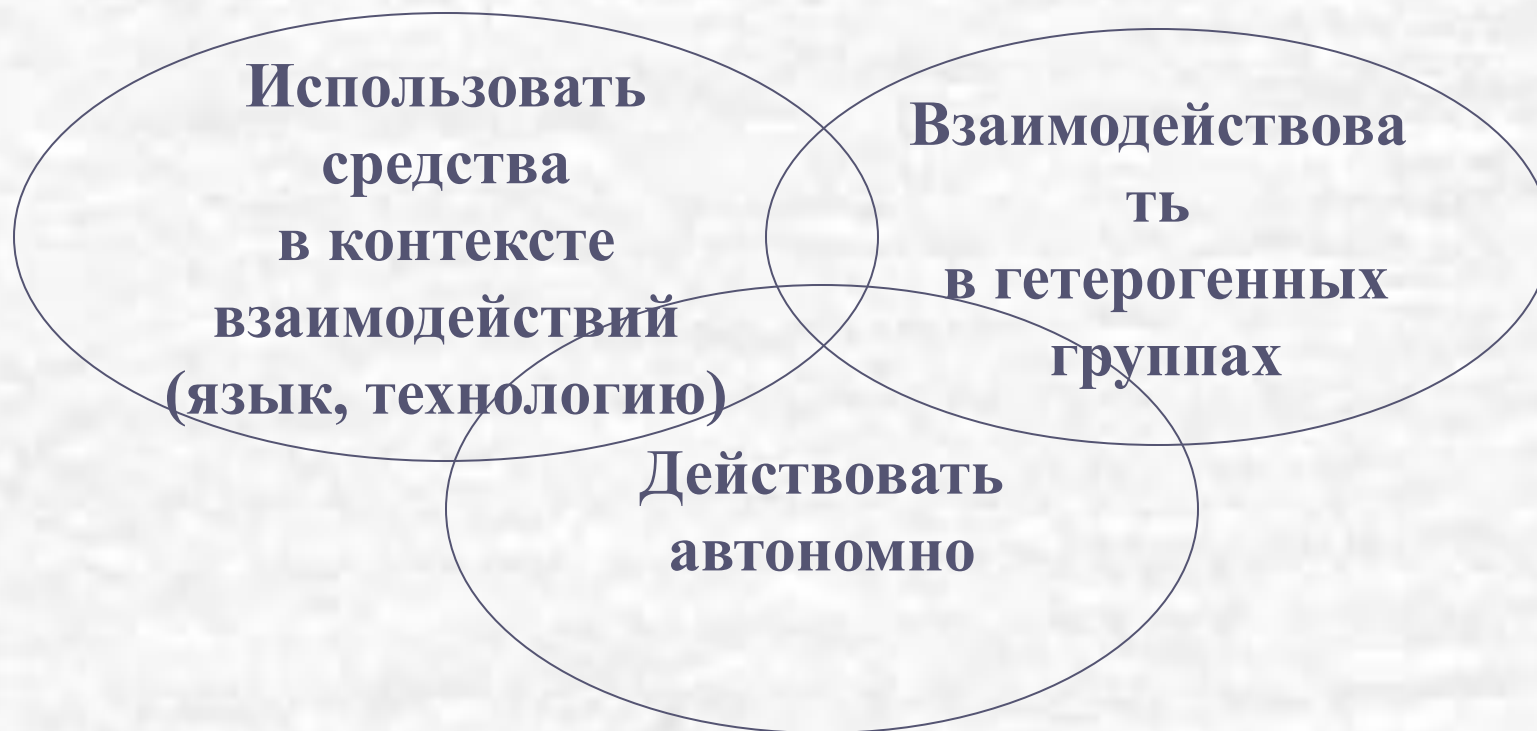 Использовать
средства
в контексте
взаимодействий
(язык, технологию)
Взаимодействова
ть
в гетерогенных
группах
Действовать
автономно